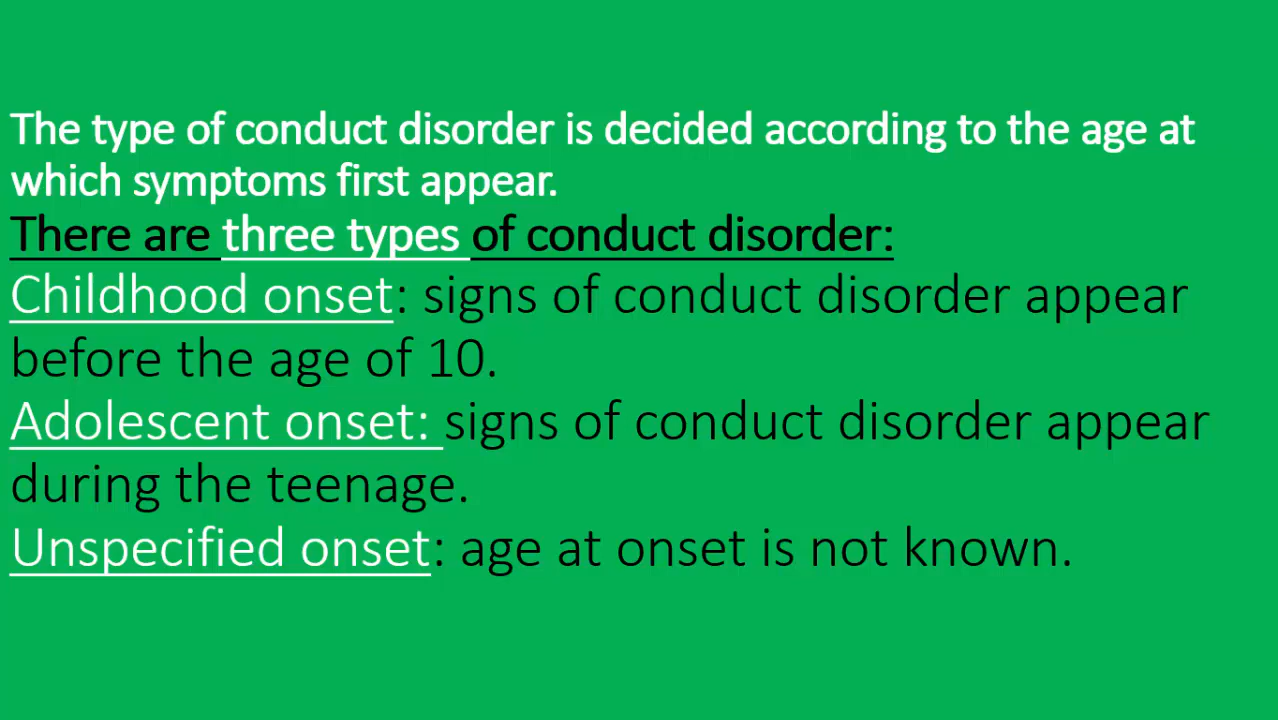 The type of conduct disorder is decided according to the age at
which symptoms first appear.
There are three types of conduct disorder:
Childhood onset: signs of conduct disorder appear
before the age of 10.
Adolescent onset: signs of conduct disorder appear
during the teenage.
Unspecified onset: age at onset is not known.